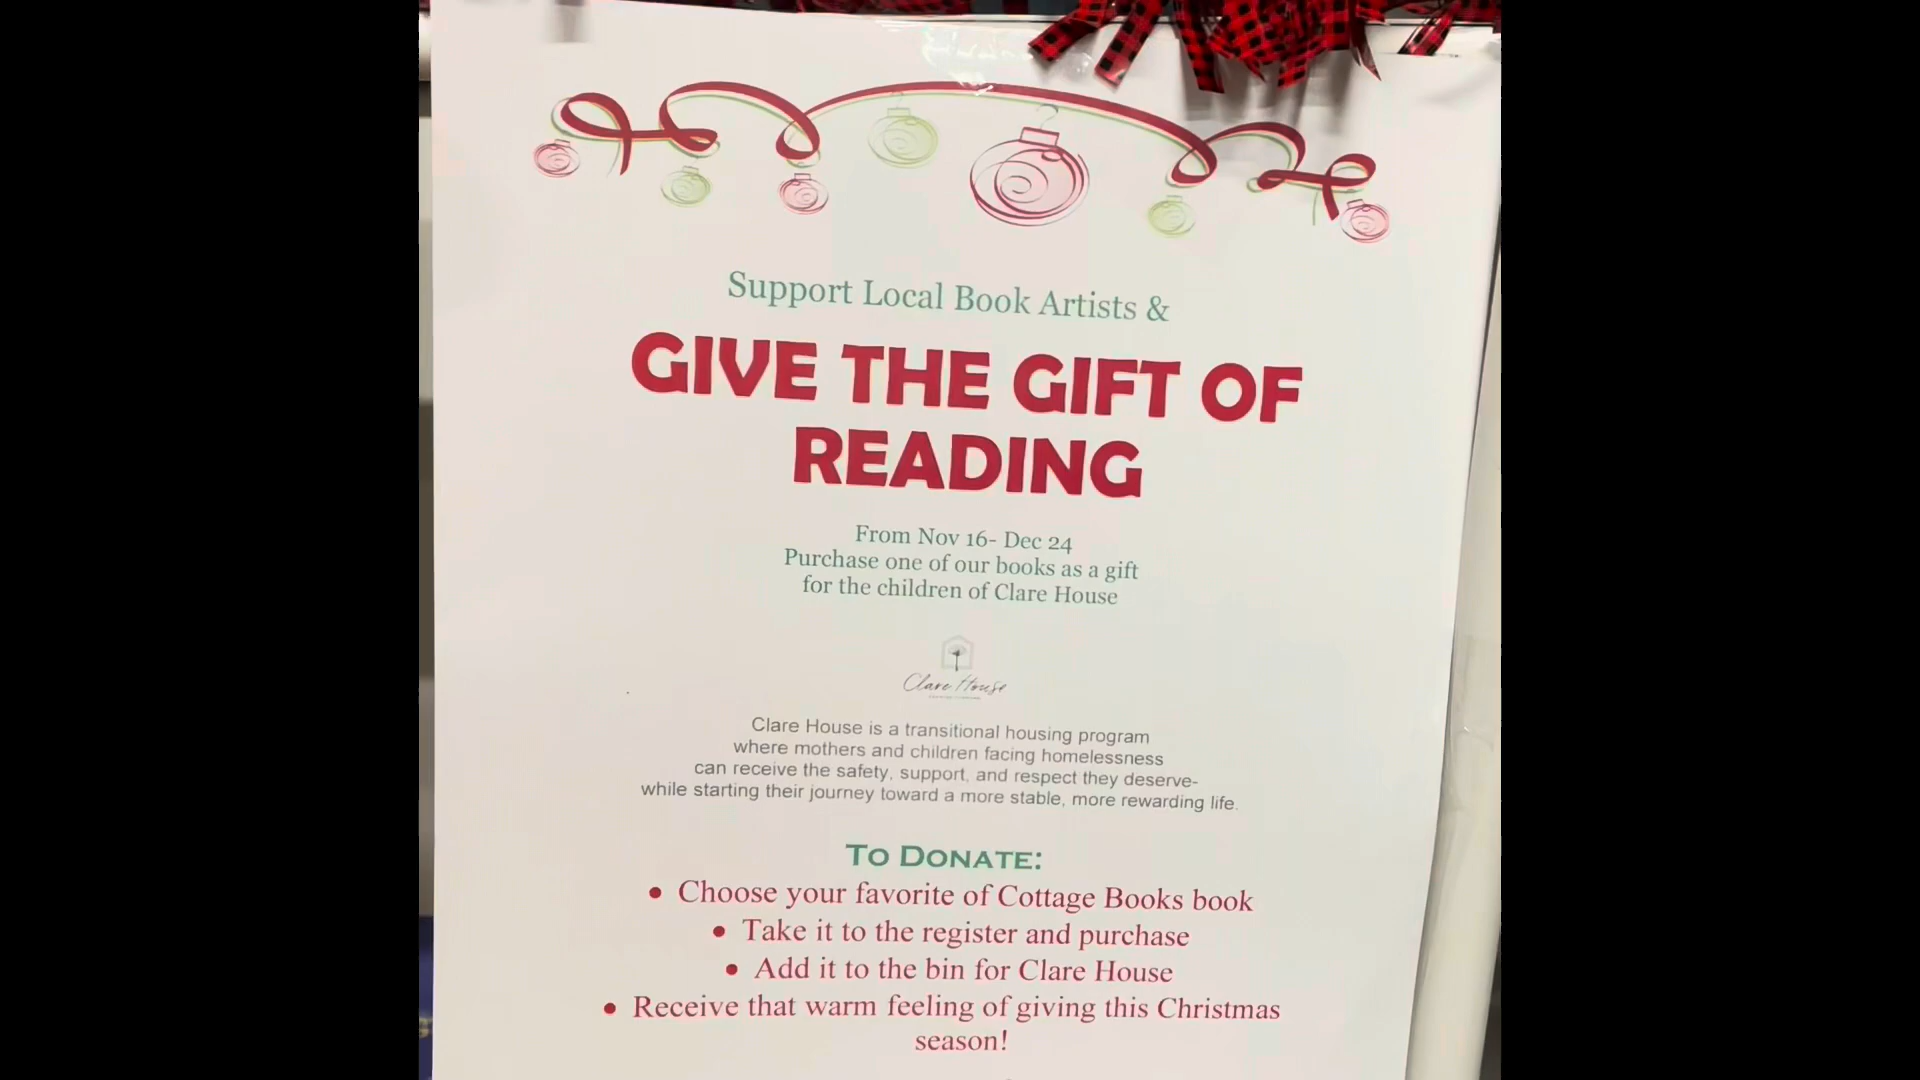 Support Local Book Artists &
GIVE THE GIFT OF
READING
From Nov 16- Dec 24
Purchase one of our books as a gift
for the children of Clare House
Clare House
Clare House is a transitional housing program
where mothers and children facing homelessness
can receive the safety, support, and respect they deserve-
while starting their journey toward a more stable, more rewarding life.
TO DONATE:
• Choose your favorite of Cottage Books book
• Take it to the register and purchase
• Add it to the bin for Clare House
• Receive that warm feeling of giving this Christmas
season!